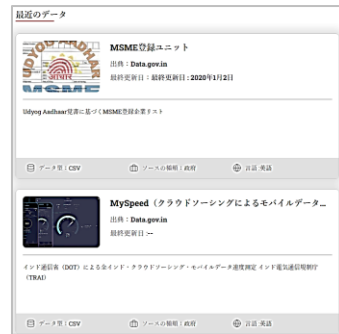 最近のデータ
UDYOG AADHAAR
MSME
MSME登録ユニット
出典：Data.gov.in
最終更新日：最終更新日：2020年1月2日
Udyog Aadhaar覚書に基づくMSME登録企業リスト
データ型 | CSV
ソースの種類 | 政府
言語 :英語
MySpeed（クラウドソーシングによるモバイルデータ...
出典：Data.gov.in
最終更新日 :--
インド通信省（DOT）による全インド・クラウドソーシング・モバイルデータ速度測定 インド電気通信規制庁
（TRAI）
データ型 | CSV
ソースの種類 | 政府
言語 :英語